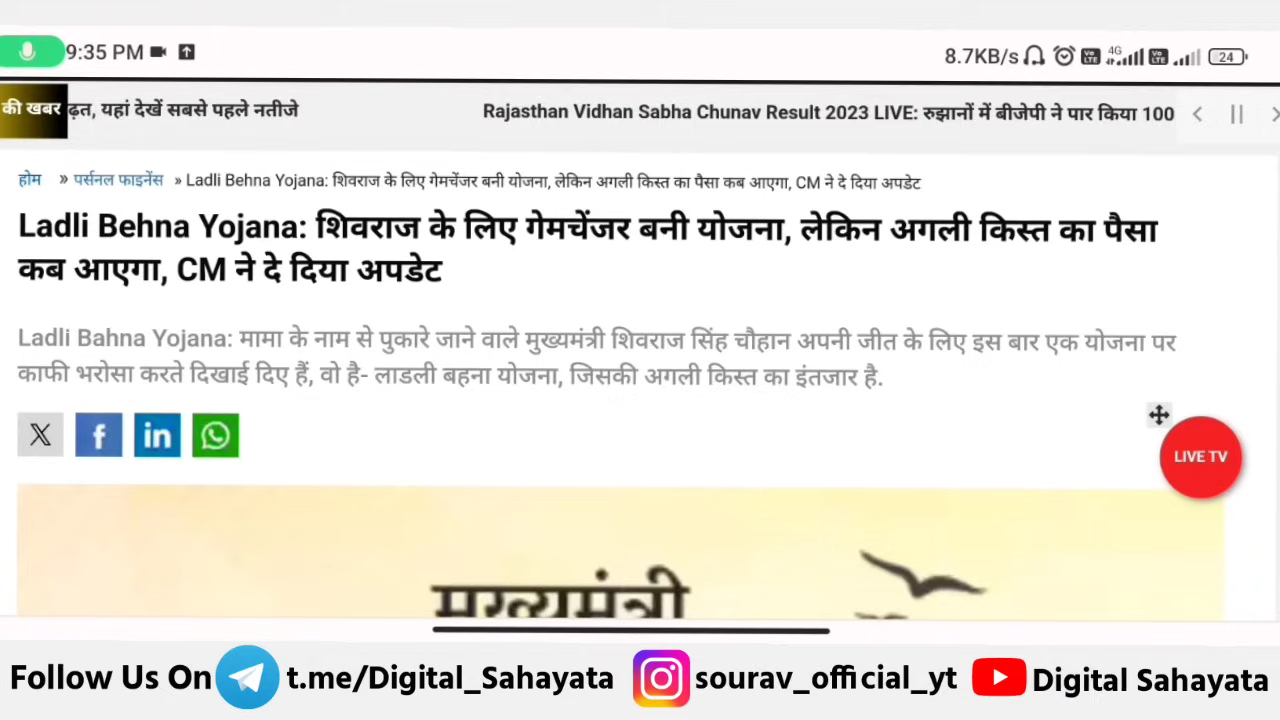 9:35 PM 8.7KB/s 4G 24
की खबर ढ़त, यहां देखें सबसे पहले नतीजे Rajasthan Vidhan Sabha Chunav Result 2023 LIVE: रुझानों में बीजेपी ने पार किया 100
होम » पर्सनल फाइनेंस » Ladli Behna Yojana: शिवराज के लिए गेमचेंजर बनी योजना, लेकिन अगली किस्त का पैसा कब आएगा, CM ने दे दिया अपडेट
Ladli Behna Yojana: शिवराज के लिए गेमचेंजर बनी योजना, लेकिन अगली किस्त का पैसा
कब आएगा, CM ने दे दिया अपडेट
Ladli Bahna Yojana: मामा के नाम से पुकारे जाने वाले मुख्यमंत्री शिवराज सिंह चौहान अपनी जीत के लिए इस बार एक योजना पर
काफी भरोसा करते दिखाई दिए हैं, वो है- लाडली बहना योजना, जिसकी अगली किस्त का इंतजार है.
LIVE TV
मुख्यमंत्री
Follow Us On t.me/Digital_Sahayata sourav_official_yt Digital Sahayata